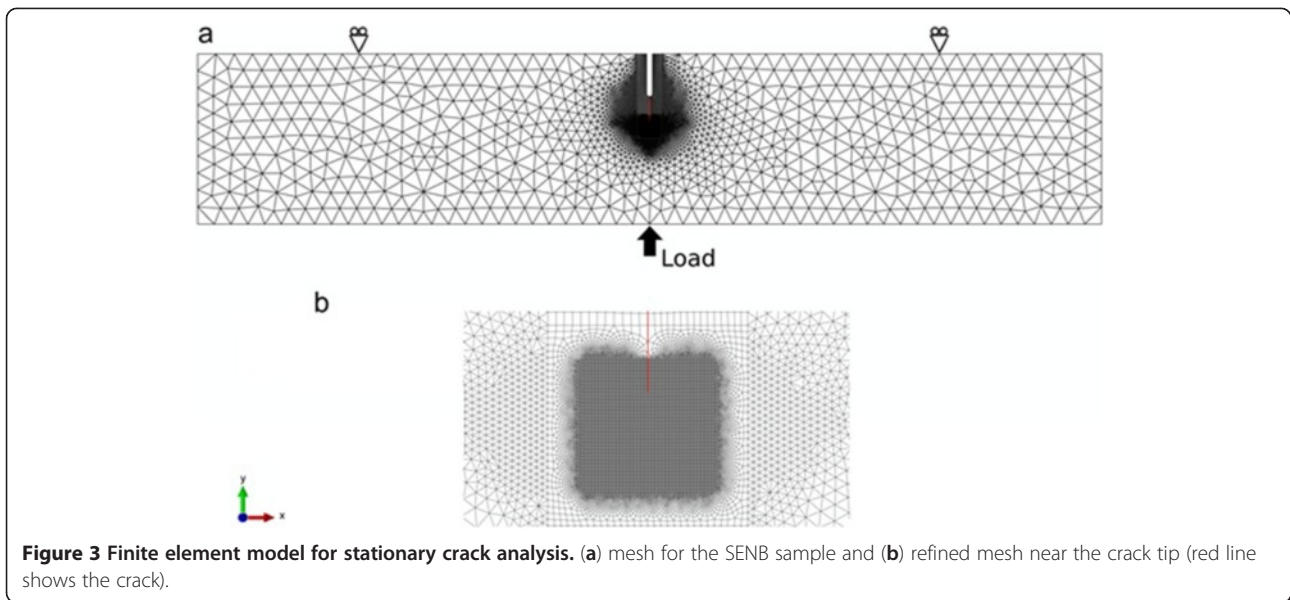 a
Load
b
y
x
Figure 3 Finite element model for stationary crack analysis. (a) mesh for the SENB sample and (b) refined mesh near the crack tip (red line
shows the crack).